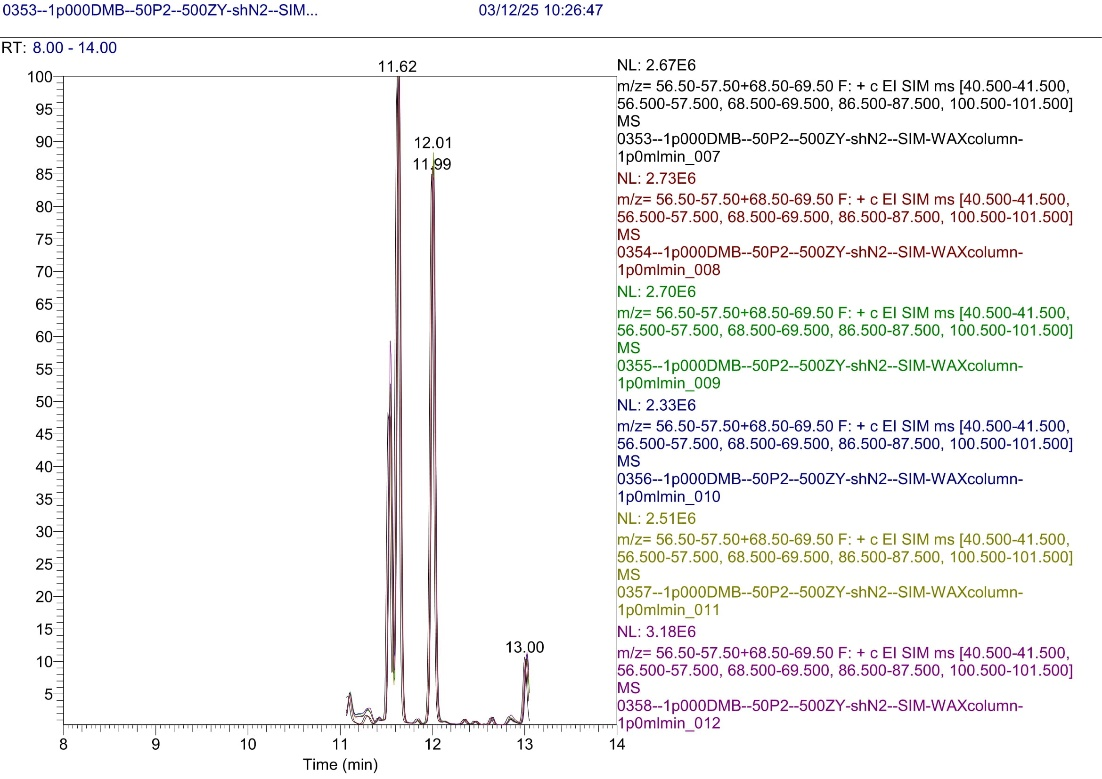 0353--1p000DMB--50P2--500ZY-shN2--SIM...
03/12/25 10:26:47
RT: 8.00 - 14.00
11.62
12.01
11.99
13.00
100
95
90
85
80
75
70
65
60
55
50
45
40
35
30
25
20
15
10
5
8
9
10
11
12
13
14
Time (min)
NL: 2.67E6
m/z= 56.50-57.50+68.50-69.50 F: + c EI SIM ms [40.500-41.500,
56.500-57.500, 68.500-69.500, 86.500-87.500, 100.500-101.500]
MS
0353--1p000DMB--50P2--500ZY-shN2--SIM-WAXcolumn-
1p0mlmin_007
NL: 2.73E6
m/z= 56.50-57.50+68.50-69.50 F: + c EI SIM ms [40.500-41.500,
56.500-57.500, 68.500-69.500, 86.500-87.500, 100.500-101.500]
MS
0354--1p000DMB--50P2--500ZY-shN2--SIM-WAXcolumn-
1p0mlmin_008
NL: 2.70E6
m/z= 56.50-57.50+68.50-69.50 F: + c EI SIM ms [40.500-41.500,
56.500-57.500, 68.500-69.500, 86.500-87.500, 100.500-101.500]
MS
0355--1p000DMB--50P2--500ZY-shN2--SIM-WAXcolumn-
1p0mlmin_009
NL: 2.33E6
m/z= 56.50-57.50+68.50-69.50 F: + c EI SIM ms [40.500-41.500,
56.500-57.500, 68.500-69.500, 86.500-87.500, 100.500-101.500]
MS
0356--1p000DMB--50P2--500ZY-shN2--SIM-WAXcolumn-
1p0mlmin_010
NL: 2.51E6
m/z= 56.50-57.50+68.50-69.50 F: + c EI SIM ms [40.500-41.500,
56.500-57.500, 68.500-69.500, 86.500-87.500, 100.500-101.500]
MS
0357--1p000DMB--50P2--500ZY-shN2--SIM-WAXcolumn-
1p0mlmin_011
NL: 3.18E6
m/z= 56.50-57.50+68.50-69.50 F: + c EI SIM ms [40.500-41.500,
56.500-57.500, 68.500-69.500, 86.500-87.500, 100.500-101.500]
MS
0358--1p000DMB--50P2--500ZY-shN2--SIM-WAXcolumn-
1p0mlmin_012